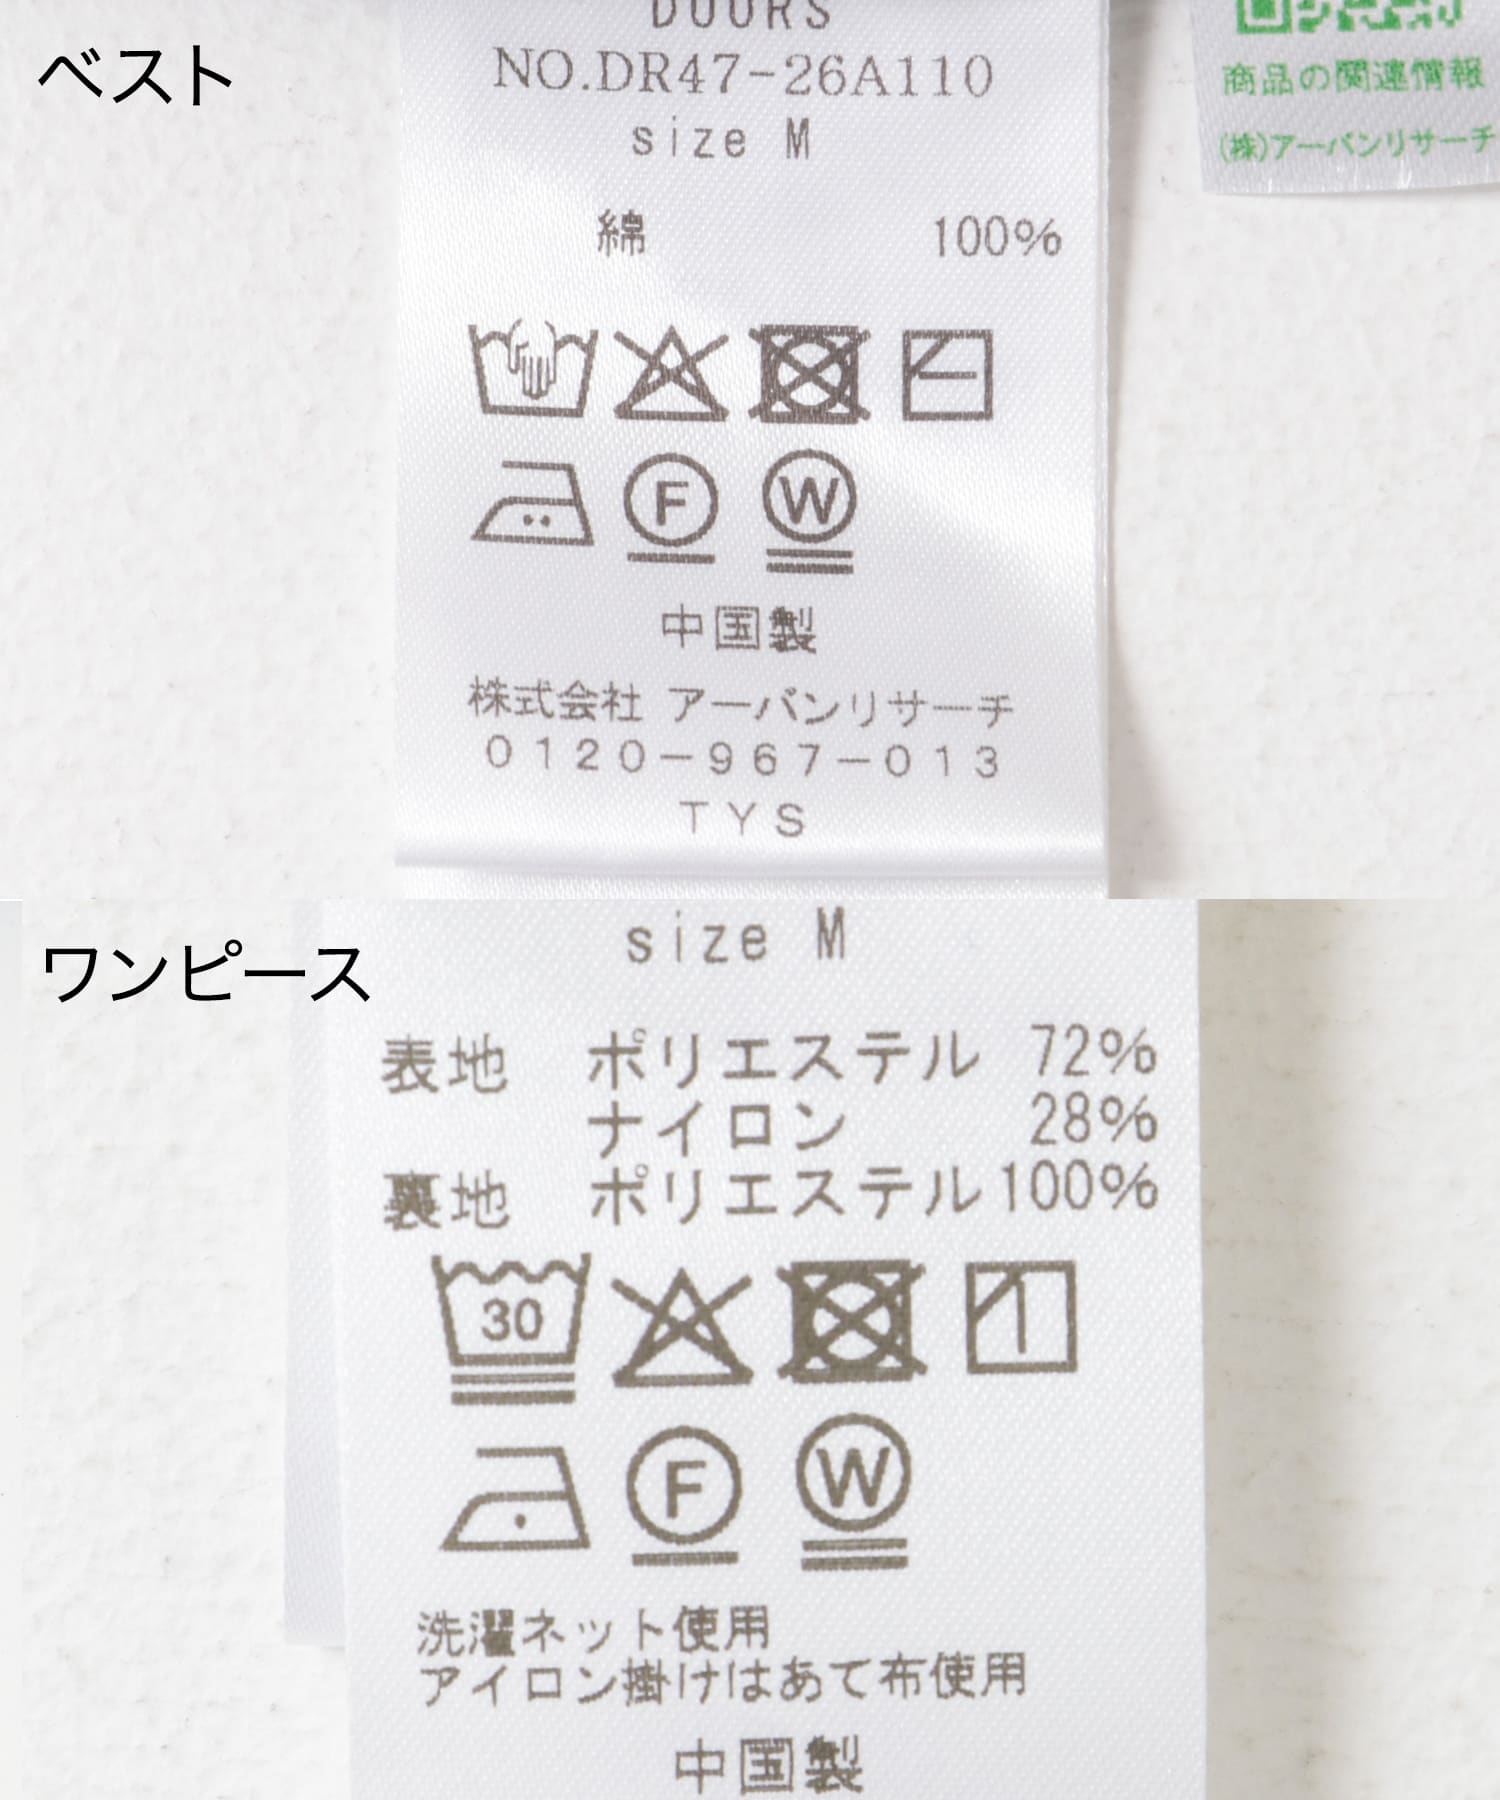 ベスト
DOORS
NO.DR47-26A110
size M
綿 100%
F W
中国製
株式会社 アーバンリサーチ
0120-967-013
TYS
商品の関連情報
(株)アーバンリサーチ
ワンピース
size M
表地 ポリエステル 72%
ナイロン 28%
裏地 ポリエステル100%
30
F W
洗濯ネット使用
アイロン掛けはあて布使用
中国製